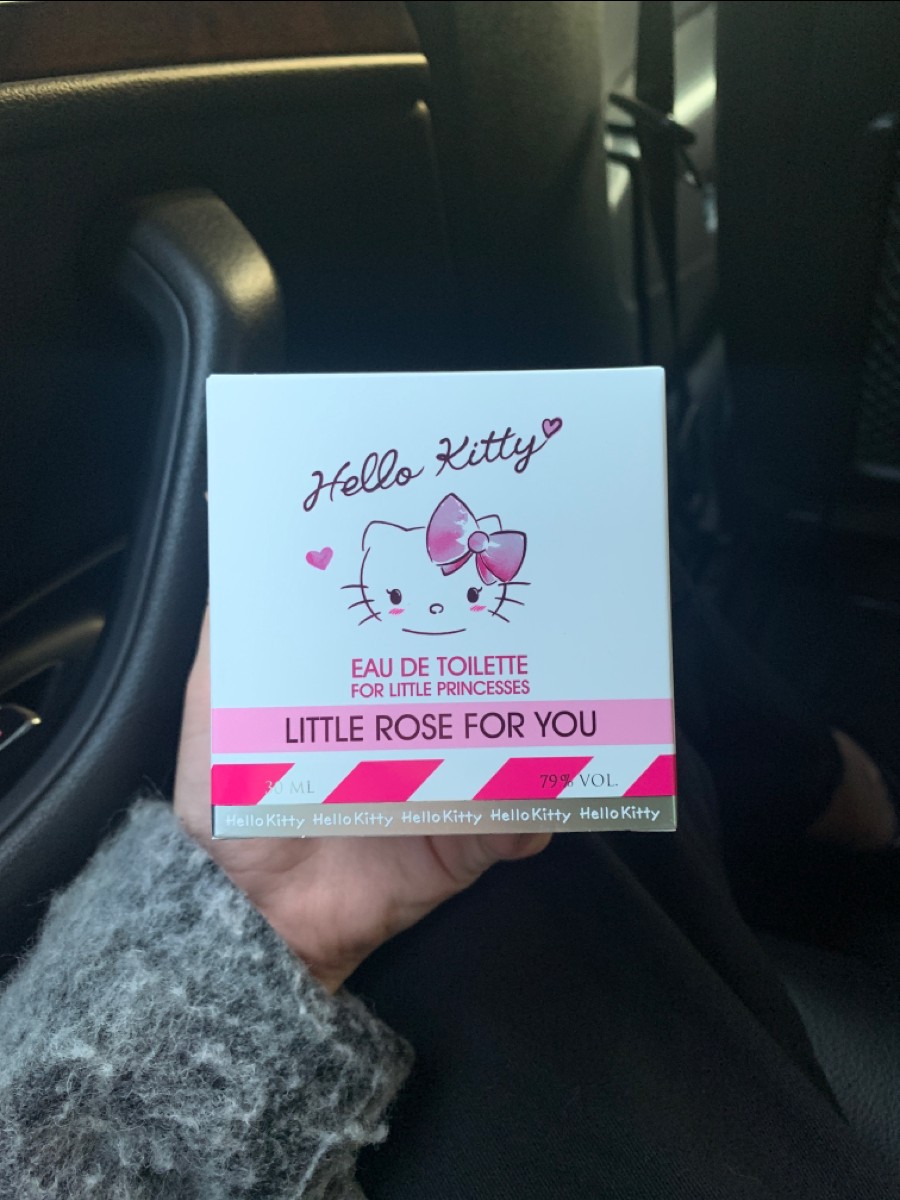 Hello Kitty
EAU DE TOILETTE
FOR LITTLE PRINCESSES
LITTLE ROSE FOR YOU
30 ML 79% VOL.
Hello Kitty Hello Kitty Hello Kitty Hello Kitty Hello Kitty